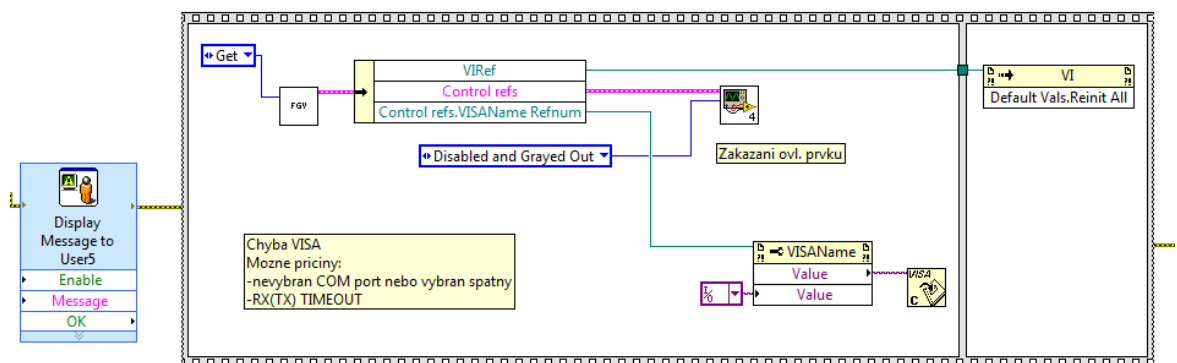 Get
FGV
VIRef
Control refs
Control refs.VISAName Refnum
4
Disabled and Grayed Out
Zakazani ovl. prvku
VI
Default Vals.Reinit All
Display
Message to
User5
Enable
Message
OK
Chyba VISA
Mozne priciny:
-nevybran COM port nebo vybran spatny
-RX(TX) TIMEOUT
VISAName
Value
Value
I/O
VISA
C